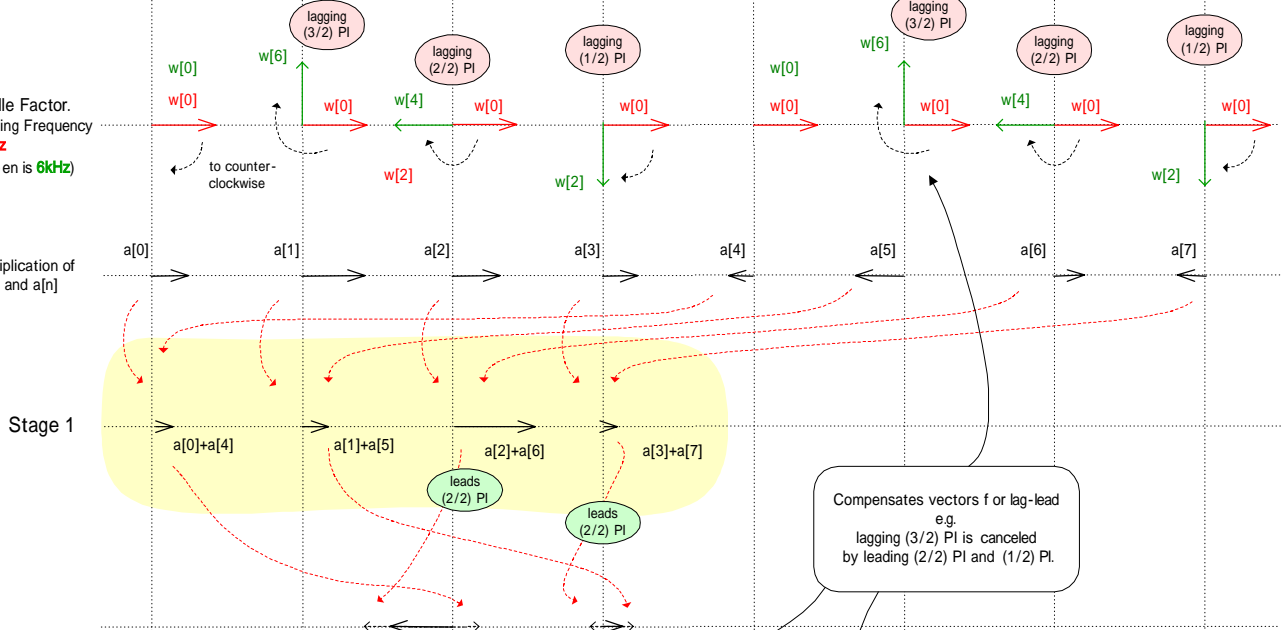 lagging
(3/2) PI
lagging
(2/2) PI
lagging
(1/2) PI
lagging
(3/2) PI
lagging
(2/2) PI
lagging
(1/2) PI
w[0]
w[0]
w[6]
w[0]
w[4]
w[0]
w[2]
w[0]
w[2]
w[0]
w[0]
w[6]
w[0]
w[4]
w[0]
w[0]
w[2]
lle Factor.
ing Frequency
z
en is 6kHz)
to counter-
clockwise
a[0]
a[1]
a[2]
a[3]
a[4]
a[5]
a[6]
a[7]
iplication of
and a[n]
Stage 1
a[0]+a[4]
a[1]+a[5]
a[2]+a[6]
a[3]+a[7]
leads
(2/2) PI
leads
(2/2) PI
Compensates vectors f or lag-lead
e.g.
lagging (3/2) PI is canceled
by leading (2/2) PI and (1/2) PI.